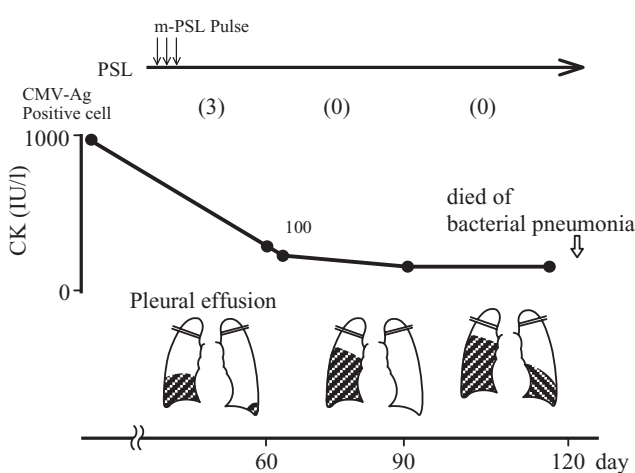 m-PSL Pulse
PSL
CMV-Ag
Positive cell
(3)
(0)
(0)
1000
CK (IU/l)
100
died of
bacterial pneumonia
0
Pleural effusion
60
90
120
day